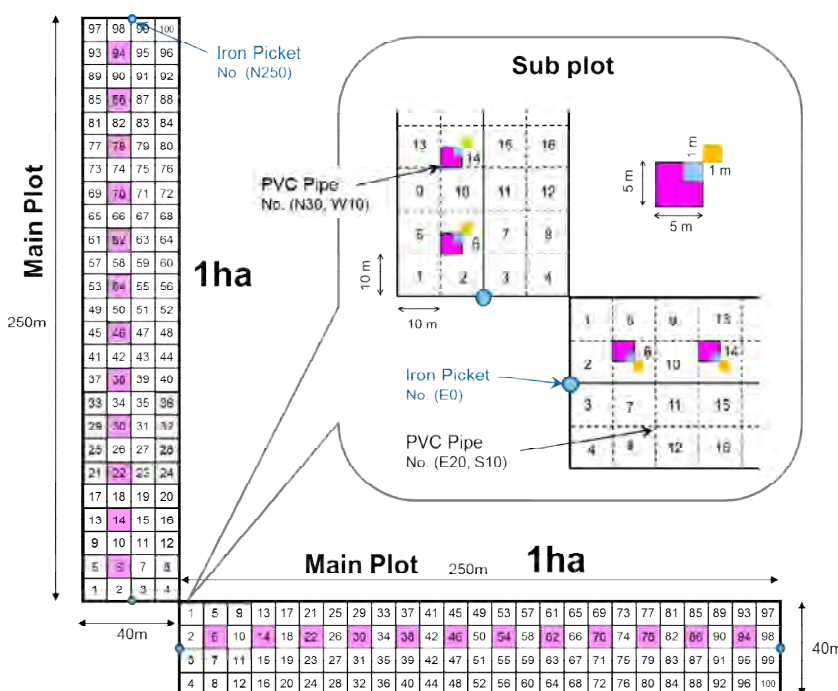 97 98 99 100
93 94 95 96
89 90 91 92
85 86 87 88
81 82 83 84
77 78 79 80
73 74 75 76
69 70 71 72
65 66 67 68
61 62 63 64
57 58 59 60
53 54 55 56
49 50 51 52
45 46 47 48
41 42 43 44
37 38 39 40
33 34 35 36
29 30 31 32
25 26 27 28
21 22 23 24
17 18 19 20
13 14 15 16
9 10 11 12
5 6 7 8
1 2 3 4
Main Plot
250m
40m
1ha
Iron Picket
No. (N250)
Sub plot
13 14 15 16
9 10 11 12
5 6 7 8
1 2 3 4
PVC Pipe
No. (N30, W10)
10 m
10 m
1 m
1 m
5 m
5 m
1 5 9 13
2 6 10 14
3 7 11 15
4 8 12 16
Iron Picket
No. (E0)
PVC Pipe
No. (E20, S10)
Main Plot 250m 1ha
1 5 9 13 17 21 25 29 33 37 41 45 49 53 57 61 65 69 73 77 81 85 89 93 97
2 6 10 14 18 22 26 30 34 38 42 46 50 54 58 62 66 70 74 78 82 86 90 94 98
3 7 11 15 19 23 27 31 35 39 43 47 51 55 59 63 67 71 75 79 83 87 91 95 99
4 8 12 16 20 24 28 32 36 40 44 48 52 56 60 64 68 72 76 80 84 88 92 96 100
40m